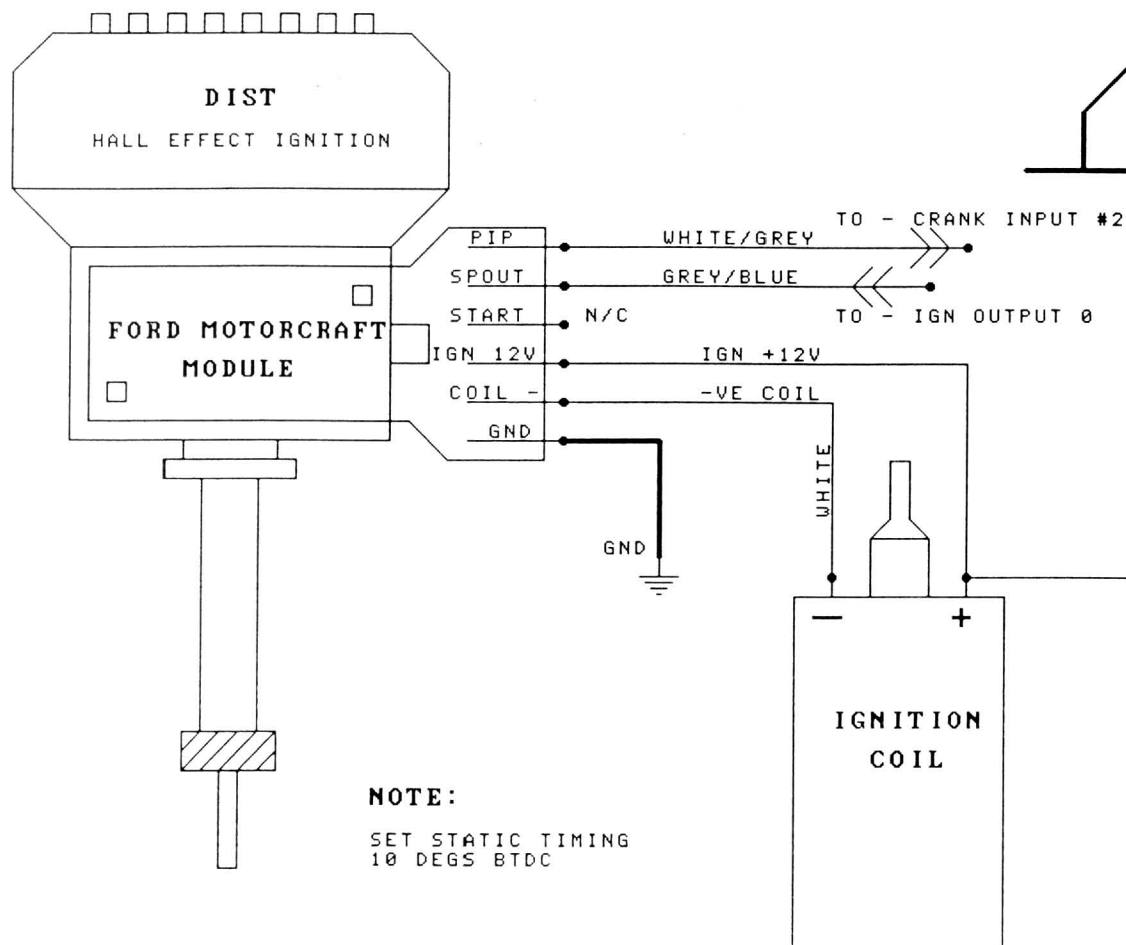 DIST
HALL EFFECT IGNITION
FORD MOTORCRAFT
MODULE
PIP
WHITE/GREY
TO - CRANK INPUT #2
SPOUT
GREY/BLUE
TO - IGN OUTPUT 0
START
N/C
IGN 12V
IGN +12V
COIL -
-VE COIL
GND
WHITE
GND
— +
IGNITION
COIL
NOTE:
SET STATIC TIMING
10 DEGS BTDC